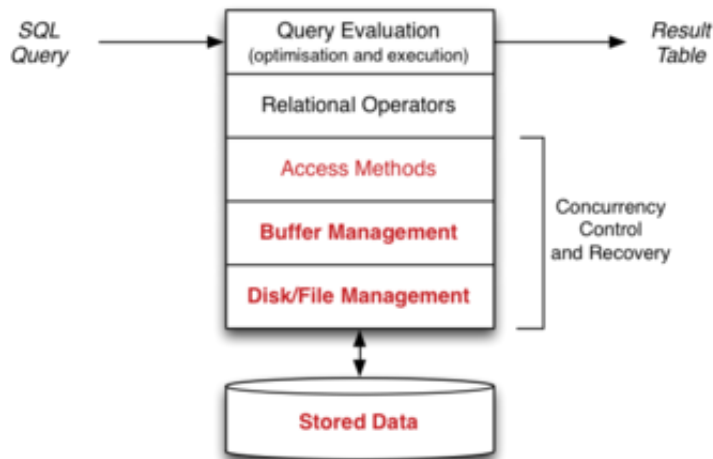 SQL
Query
Query Evaluation
(optimisation and execution)
Result
Table
Relational Operators
Access Methods
Buffer Management
Disk/File Management
Concurrency
Control
and Recovery
Stored Data